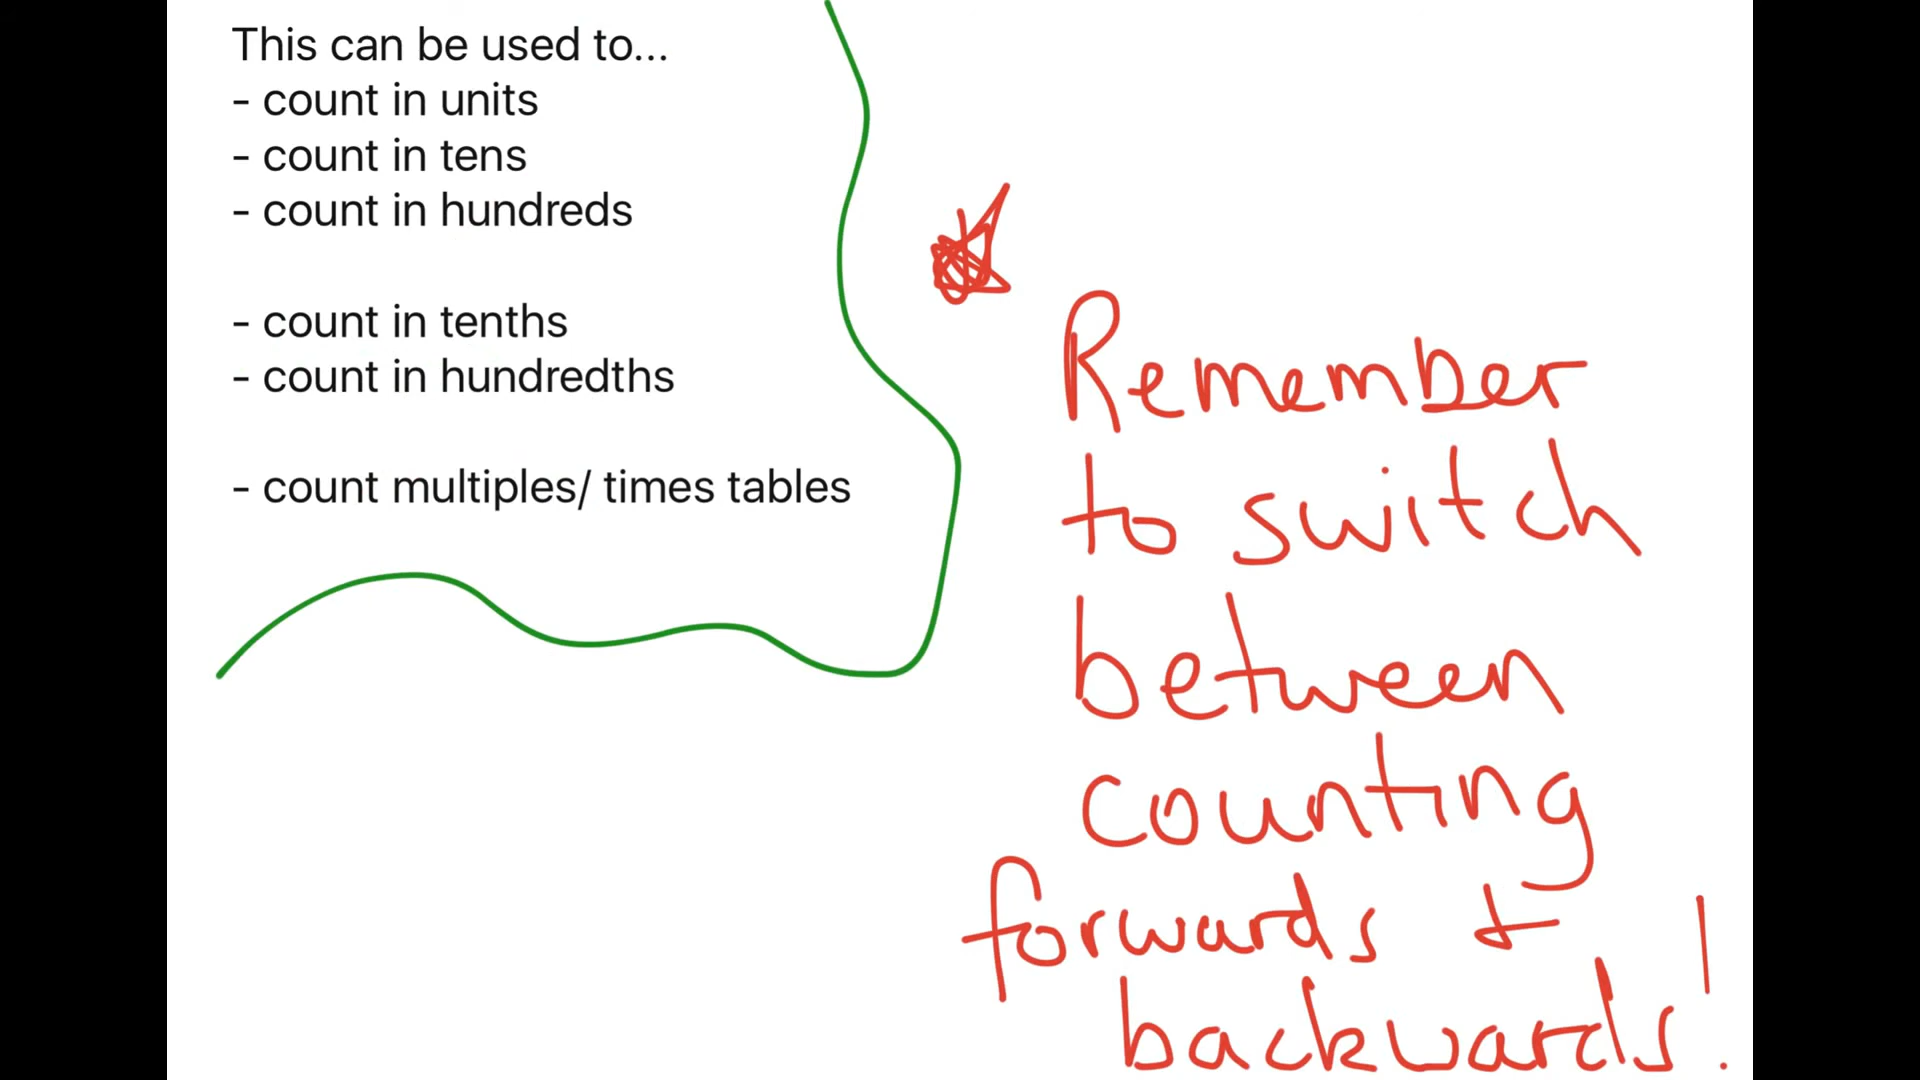 This can be used to...
- count in units
- count in tens
- count in hundreds
- count in tenths
- count in hundredths
- count multiples/ times tables
Remember
to switch
between
counting
forwards &
backwards!